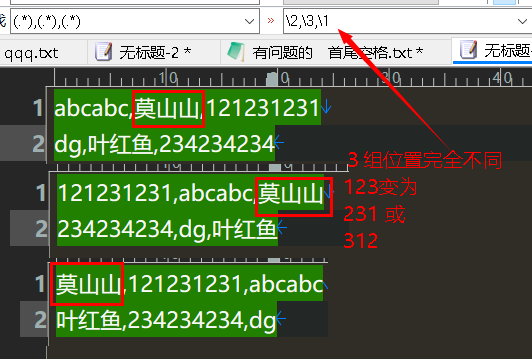 (.*),(.*),(.*) » \2,\3,\1
qqq.txt 无标题-2 * 有问题的 首尾空格.txt * 无标题
10 20 30 40
1 abcabc,莫山山,121231231
2 dg,叶红鱼,234234234
3 组位置完全不同
1 121231231,abcabc,莫山山
123变为
2 234234234,dg,叶红鱼
231 或
312
1 莫山山,121231231,abcabc
2 叶红鱼,234234234,dg